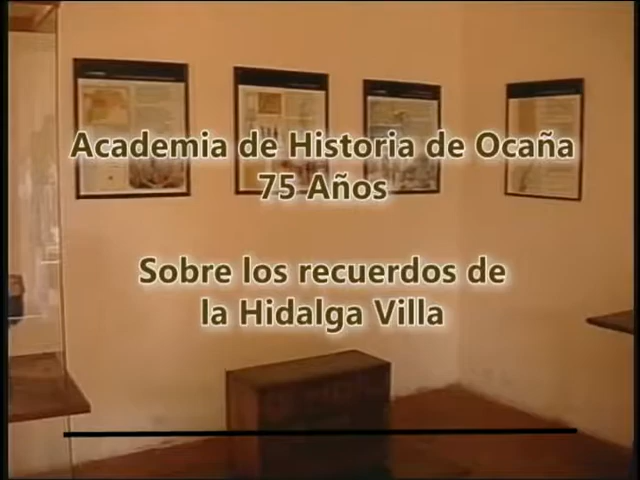 Academia de Historia de Ocaña
75 Años
Sobre los recuerdos de
la Hidalga Villa